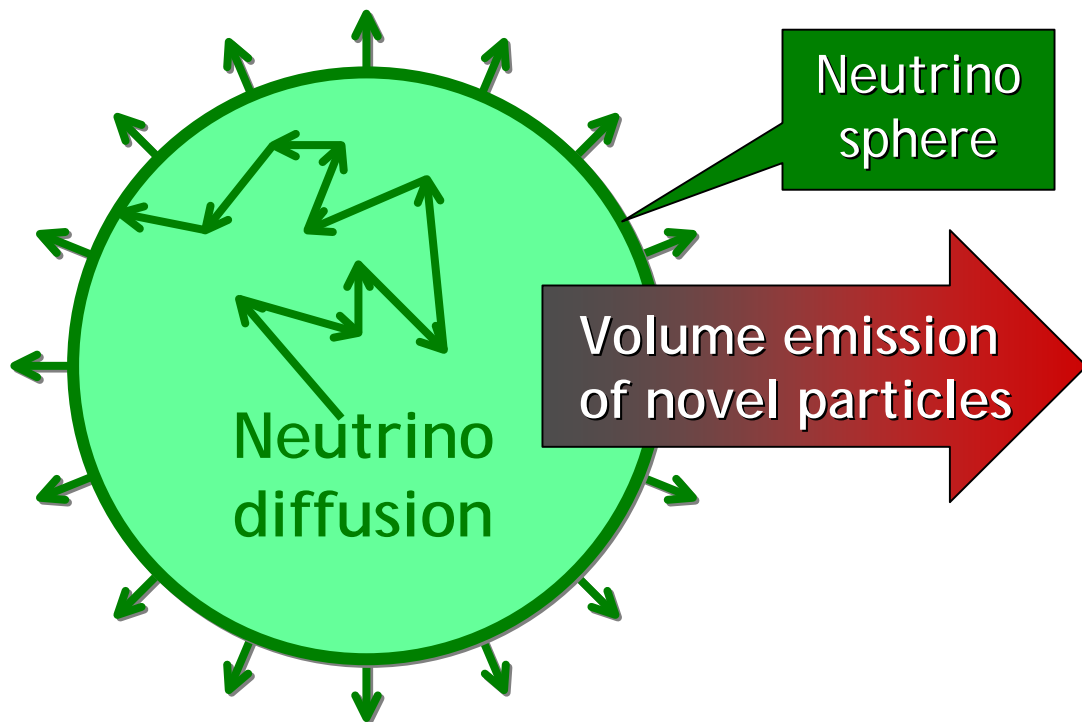 Neutrino
sphere
Volume emission
of novel particles
Neutrino
diffusion